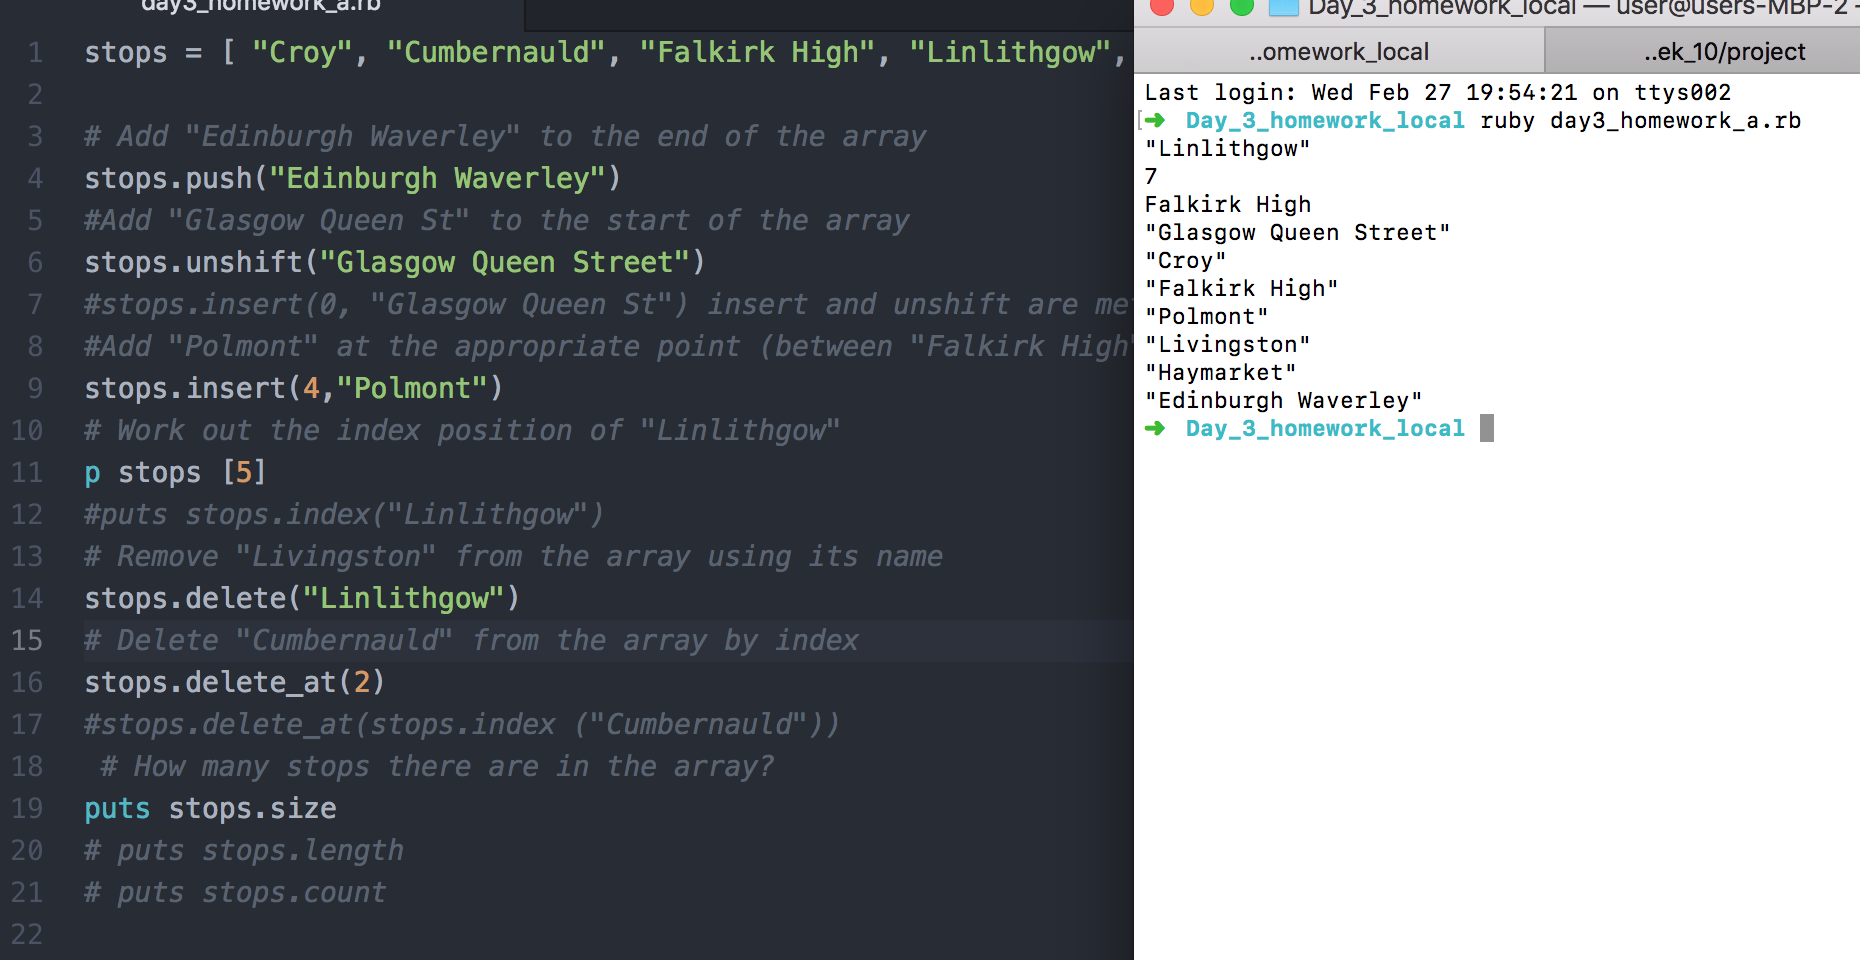 day3_homework_a.rb
1 stops = [ "Croy", "Cumbernauld", "Falkirk High", "Linlithgow",
2
3 # Add "Edinburgh Waverley" to the end of the array
4 stops.push("Edinburgh Waverley")
5 #Add "Glasgow Queen St" to the start of the array
6 stops.unshift("Glasgow Queen Street")
7 #stops.insert(0, "Glasgow Queen St") insert and unshift are me
8 #Add "Polmont" at the appropriate point (between "Falkirk High"
9 stops.insert(4,"Polmont")
10 # Work out the index position of "Linlithgow"
11 p stops [5]
12 #puts stops.index("Linlithgow")
13 # Remove "Livingston" from the array using its name
14 stops.delete("Linlithgow")
15 # Delete "Cumbernauld" from the array by index
16 stops.delete_at(2)
17 #stops.delete_at(stops.index ("Cumbernauld"))
18 # How many stops there are in the array?
19 puts stops.size
20 # puts stops.length
21 # puts stops.count
22
Day_3_homework_local — user@users-MBP-2
..omework_local
..ek_10/project
Last login: Wed Feb 27 19:54:21 on ttys002
[➜ Day_3_homework_local ruby day3_homework_a.rb
"Linlithgow"
7
Falkirk High
"Glasgow Queen Street"
"Croy"
"Falkirk High"
"Polmont"
"Livingston"
"Haymarket"
"Edinburgh Waverley"
➜ Day_3_homework_local